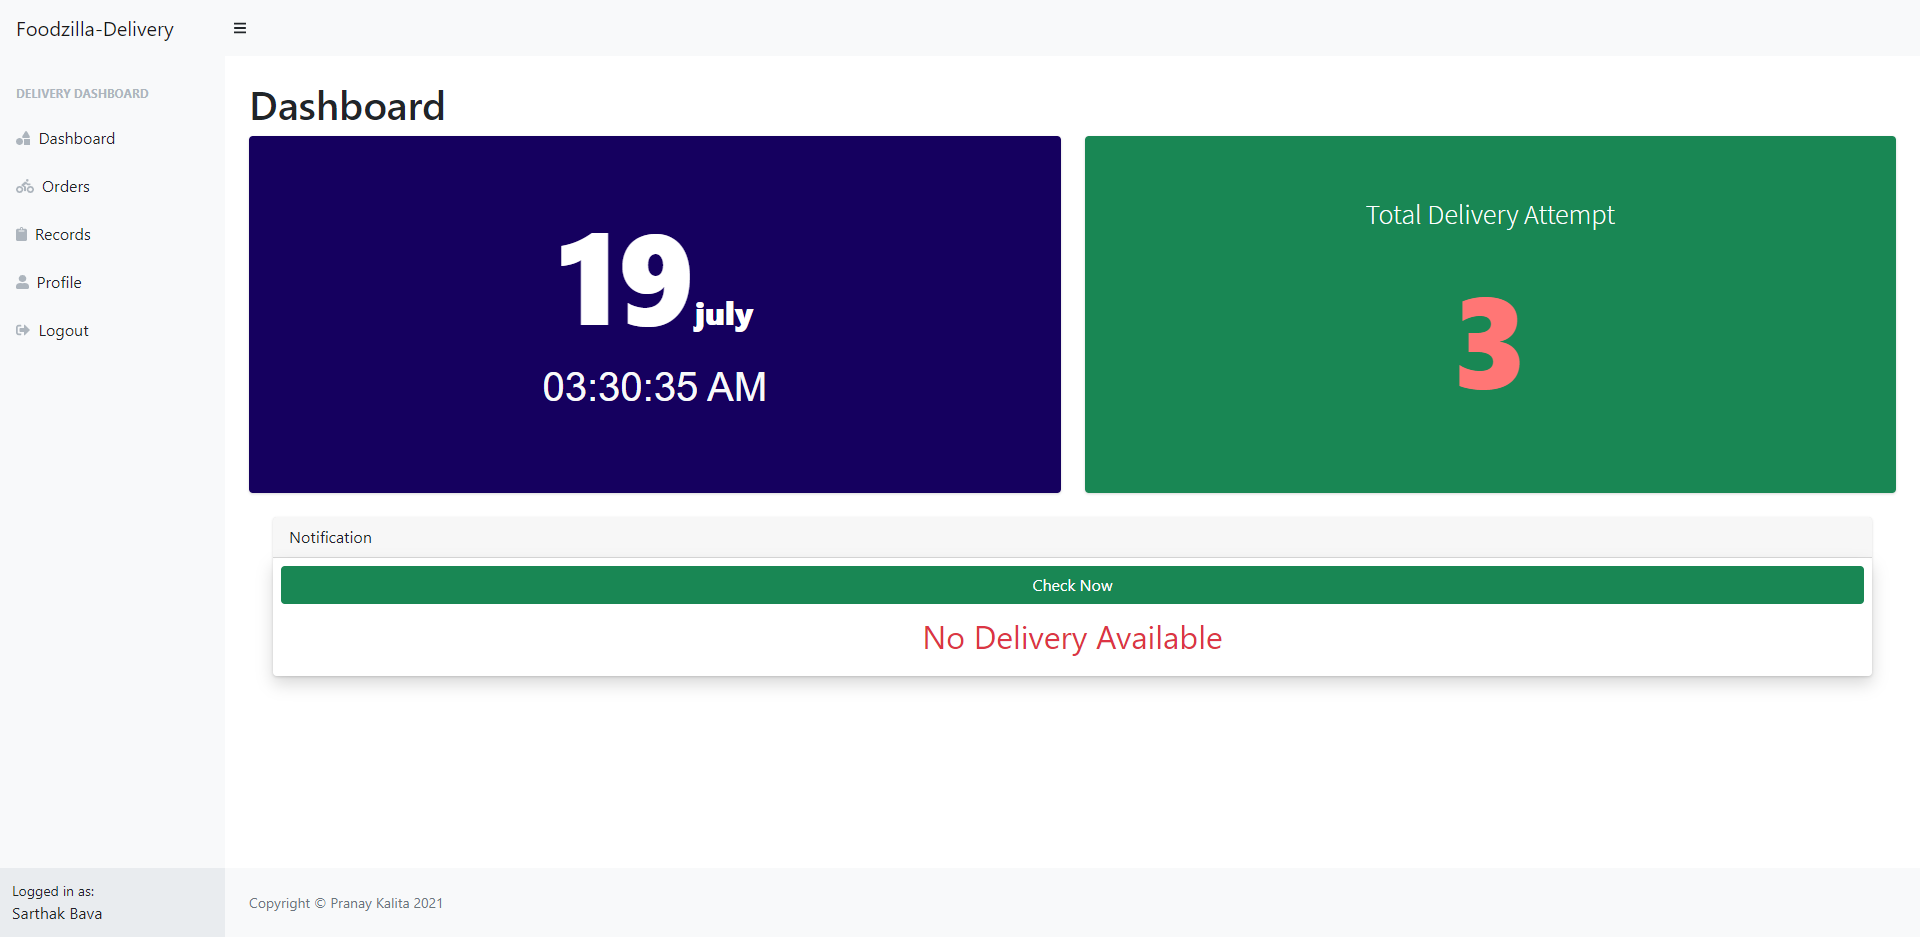 Foodzilla-Delivery
DELIVERY DASHBOARD
Dashboard
Orders
Records
Profile
Logout
Logged in as:
Sarthak Bava
Dashboard
19 july
03:30:35 AM
Total Delivery Attempt
3
Notification
Check Now
No Delivery Available
Copyright © Pranay Kalita 2021